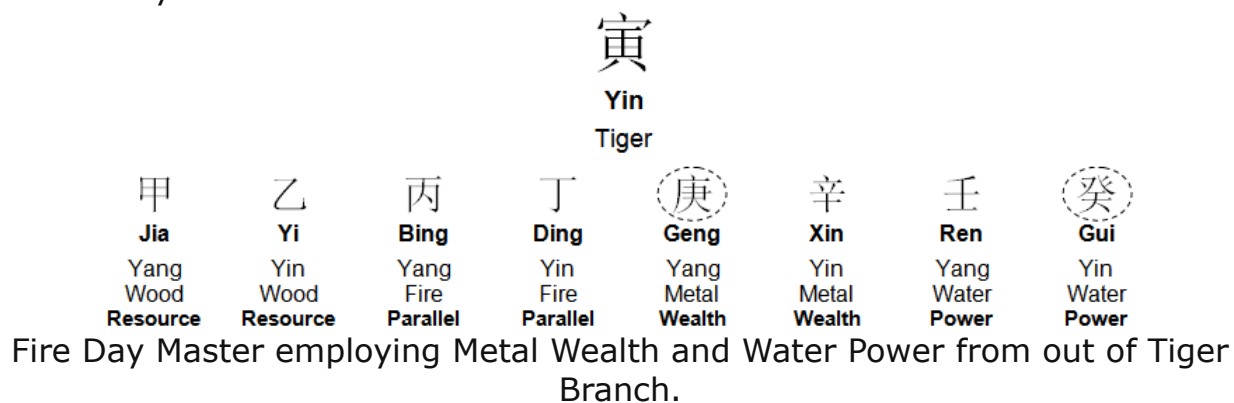 寅
Yin
Tiger
甲 乙 丙 丁 庚 辛 壬 癸
Jia Yi Bing Ding Geng Xin Ren Gui
Yang Yin Yang Yin Yang Yin Yang Yin
Wood Wood Fire Fire Metal Metal Water Water
Resource Resource Parallel Parallel Wealth Wealth Power Power
Fire Day Master employing Metal Wealth and Water Power from out of Tiger
Branch.